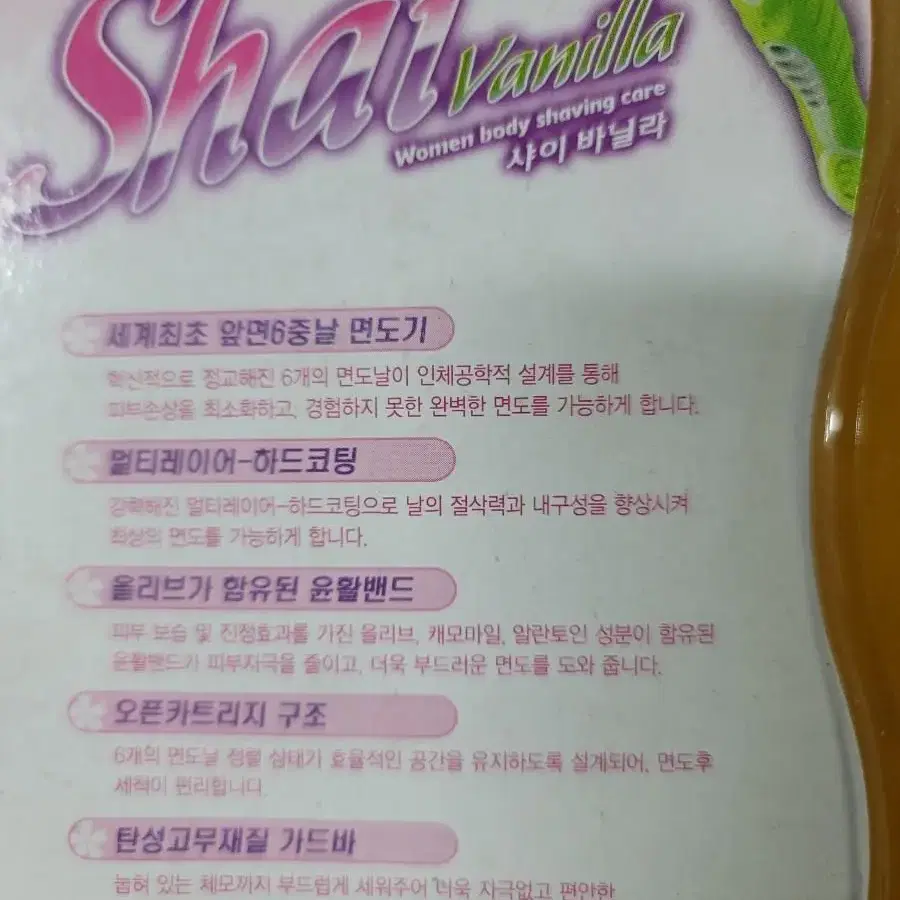 Shai Vanilla
Women body shaving care
샤이 바닐라
세계최초 앞면6중날 면도기
혁신적으로 정교해진 6개의 면도날이 인체공학적 설계를 통해
피부손상을 최소화하고, 경험하지 못한 완벽한 면도를 가능하게 합니다.
멀티레이어-하드코팅
강력해진 멀티레이어-하드코팅으로 날의 절삭력과 내구성을 향상시켜
최상의 면도를 가능하게 합니다.
올리브가 함유된 윤활밴드
피부 보습 및 진정효과를 가진 올리브, 캐모마일, 알란토인 성분이 함유된
윤활밴드가 피부자극을 줄이고, 더욱 부드러운 면도를 도와 줍니다.
오픈카트리지 구조
6개의 면도날 정렬 상태가 효율적인 공간을 유지하도록 설계되어, 면도후
세척이 편리합니다.
탄성고무재질 가드바
눕혀 있는 체모까지 부드럽게 세워주어 더욱 자극없고 편안한